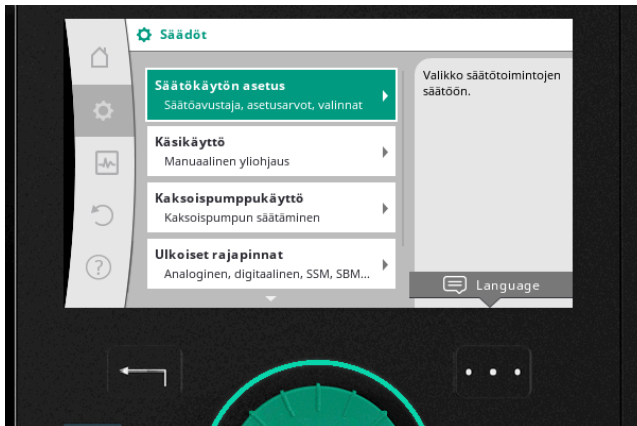 Säädöt
Säätökäytön asetus
Säätöavustaja, asetusarvot, valinnat
Käsikäyttö
Manuaalinen yliohjaus
Kaksoispumppukäyttö
Kaksoispumpun säätäminen
Ulkoiset rajapinnat
Analoginen, digitaalinen, SSM, SBM...
Valikko säätötoimintojen
säätöön.
Language